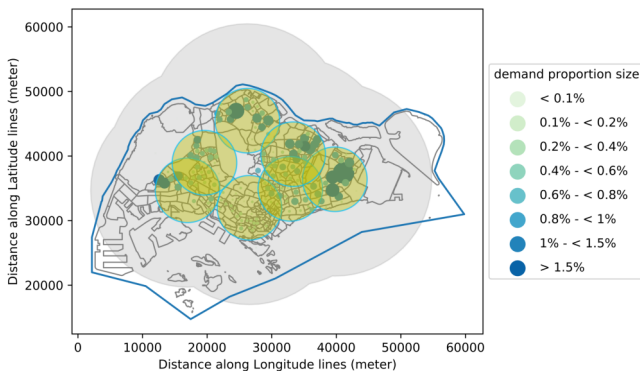 60000
50000
40000
30000
20000
Distance along Latitude lines (meter)
0
10000
20000
30000
40000
50000
60000
Distance along Longitude lines (meter)
demand proportion size
< 0.1%
0.1% - < 0.2%
0.2% - < 0.4%
0.4% - < 0.6%
0.6% - < 0.8%
0.8% - < 1%
1% - < 1.5%
> 1.5%